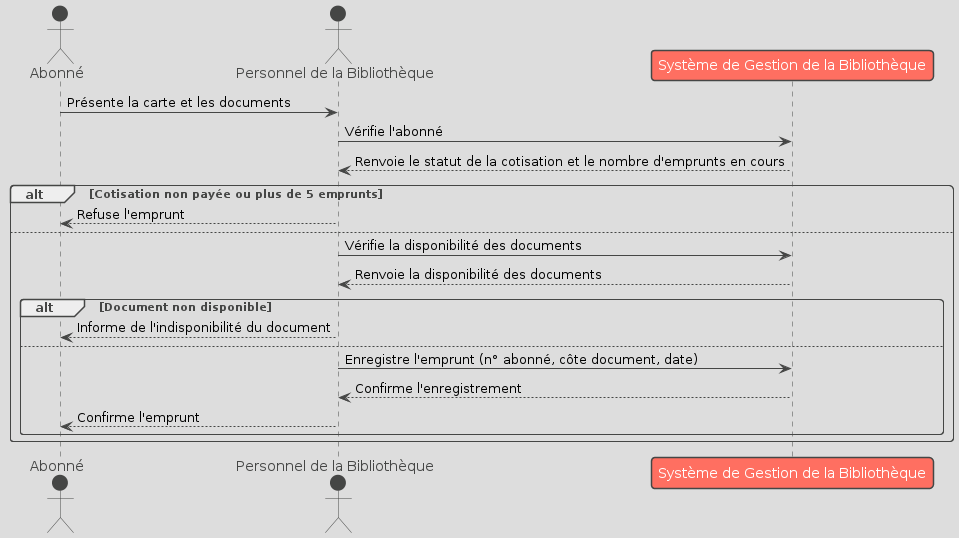 Abonné
Personnel de la Bibliothèque
Système de Gestion de la Bibliothèque
Présente la carte et les documents
Vérifie l'abonné
Renvoie le statut de la cotisation et le nombre d'emprunts en cours
alt [Cotisation non payée ou plus de 5 emprunts]
Refuse l'emprunt
Vérifie la disponibilité des documents
Renvoie la disponibilité des documents
alt [Document non disponible]
Informe de l'indisponibilité du document
Enregistre l'emprunt (n° abonné, côte document, date)
Confirme l'enregistrement
Confirme l'emprunt
Abonné
Personnel de la Bibliothèque
Système de Gestion de la Bibliothèque